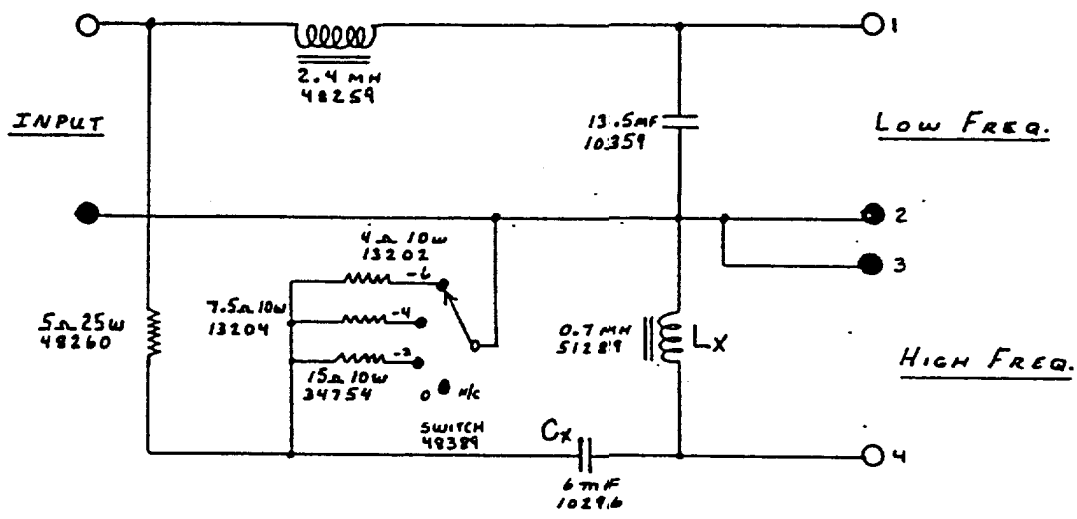 1
2.4 MH
48259
INPUT
13.5MF
10359
LOW FREQ.
2
4Ω 10W
13202
-6
3
7.5Ω 10W
13204
-4
5Ω 25W
48260
0.7 MH
51289
LX
-2
HIGH FREQ.
15Ω 10W
34754
0
N/C
SWITCH
48389
CX
4
6 MF
10296